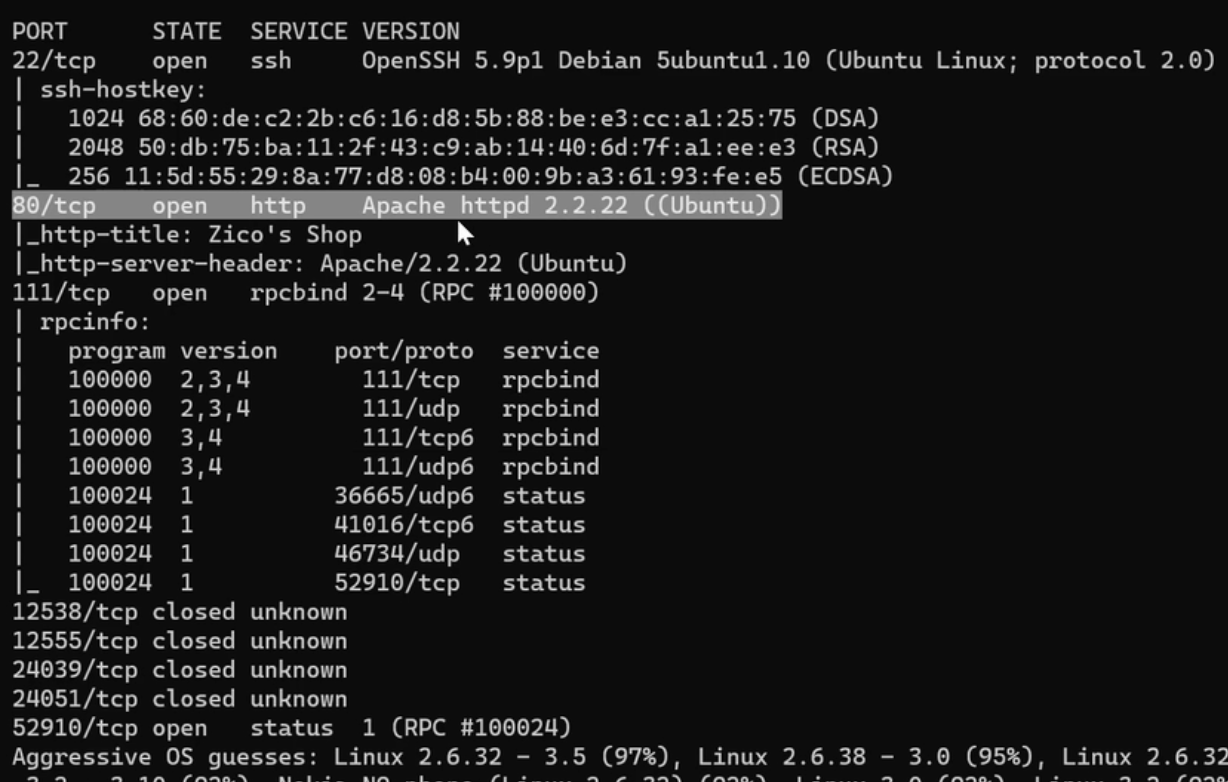 PORT      STATE  SERVICE VERSION
22/tcp    open   ssh     OpenSSH 5.9p1 Debian 5ubuntu1.10 (Ubuntu Linux; protocol 2.0)
| ssh-hostkey:
|   1024 68:60:de:c2:2b:c6:16:d8:5b:88:be:e3:cc:a1:25:75 (DSA)
|   2048 50:db:75:ba:11:2f:43:c9:ab:14:40:6d:7f:a1:ee:e3 (RSA)
|_  256 11:5d:55:29:8a:77:d8:08:b4:00:9b:a3:61:93:fe:e5 (ECDSA)
80/tcp    open   http    Apache httpd 2.2.22 ((Ubuntu))
|_http-title: Zico's Shop
|_http-server-header: Apache/2.2.22 (Ubuntu)
111/tcp   open   rpcbind 2-4 (RPC #100000)
| rpcinfo:
|   program version    port/proto  service
|   100000  2,3,4        111/tcp   rpcbind
|   100000  2,3,4        111/udp   rpcbind
|   100000  3,4          111/tcp6  rpcbind
|   100000  3,4          111/udp6  rpcbind
|   100024  1          36665/udp6  status
|   100024  1          41016/tcp6  status
|   100024  1          46734/udp   status
|_  100024  1          52910/tcp   status
12538/tcp closed unknown
12555/tcp closed unknown
24039/tcp closed unknown
24051/tcp closed unknown
52910/tcp open   status  1 (RPC #100024)
Aggressive OS guesses: Linux 2.6.32 - 3.5 (97%), Linux 2.6.38 - 3.0 (95%), Linux 2.6.32